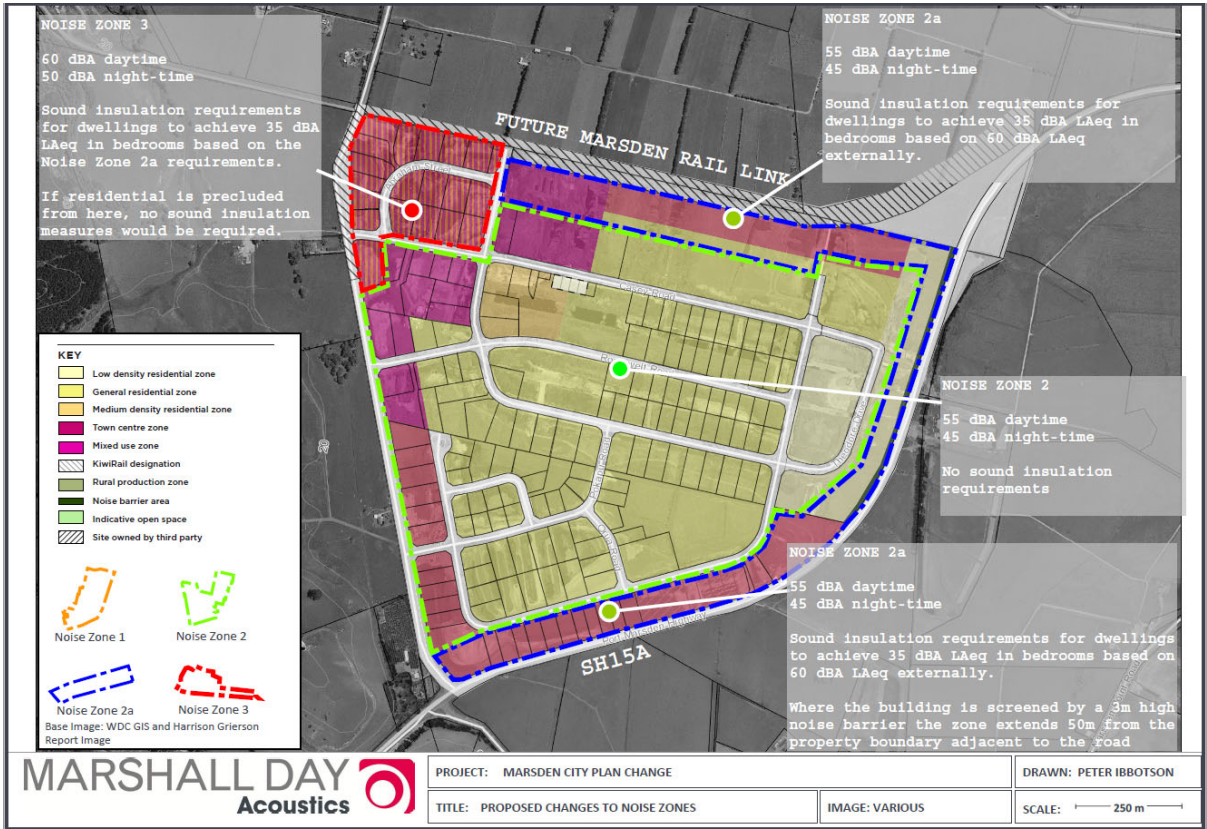 NOISE ZONE 3
60 dBA daytime
50 dBA night-time
Sound insulation requirements
for dwellings to achieve 35 dBA
LAeq in bedrooms based on the
Noise Zone 2a requirements.
If residential is precluded
from here, no sound insulation
measures would be required.
NOISE ZONE 2a
55 dBA daytime
45 dBA night-time
Sound insulation requirements for
dwellings to achieve 35 dBA LAeq in
bedrooms based on 60 dBA LAeq
externally.
FUTURE MARSDEN RAIL LINK
Casey Road
NOISE ZONE 2
55 dBA daytime
45 dBA night-time
No sound insulation
requirements
20
KEY
Low density residential zone
General residential zone
Medium density residential zone
Town centre zone
Mixed use zone
KiwiRail designation
Rural production zone
Noise barrier area
Indicative open space
Site owned by third party
Noise Zone 1
Noise Zone 2
Noise Zone 2a
Noise Zone 3
Base Image: WDC GIS and Harrison Grierson
Report Image
NOISE ZONE 2a
55 dBA daytime
45 dBA night-time
Sound insulation requirements for dwellings
to achieve 35 dBA LAeq in bedrooms based on
60 dBA LAeq externally.
Where the building is screened by a 3m high
noise barrier the zone extends 50m from the
property boundary adjacent to the road
Port Marsden Highway
SH15A
MARSHALL DAY
Acoustics
PROJECT: MARSDEN CITY PLAN CHANGE
DRAWN: PETER IBBOTSON
TITLE: PROPOSED CHANGES TO NOISE ZONES
IMAGE: VARIOUS
SCALE: 250 m